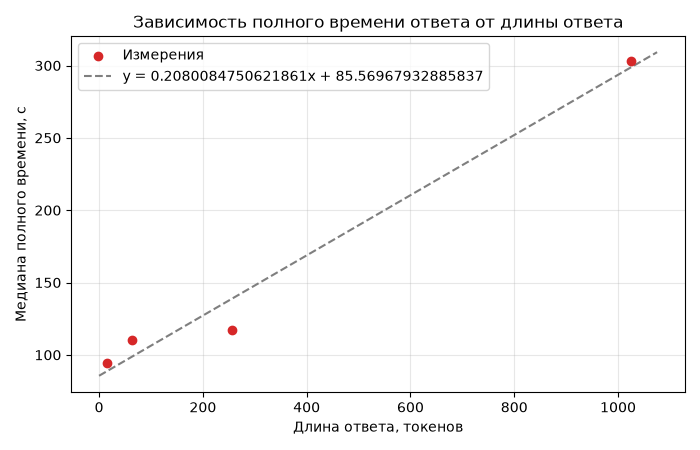 Зависимость полного времени ответа от длины ответа
Измерения
y = 0.2080084750621861x + 85.56967932885837
Медиана полного времени, с
300
250
200
150
100
0 200 400 600 800 1000
Длина ответа, токенов